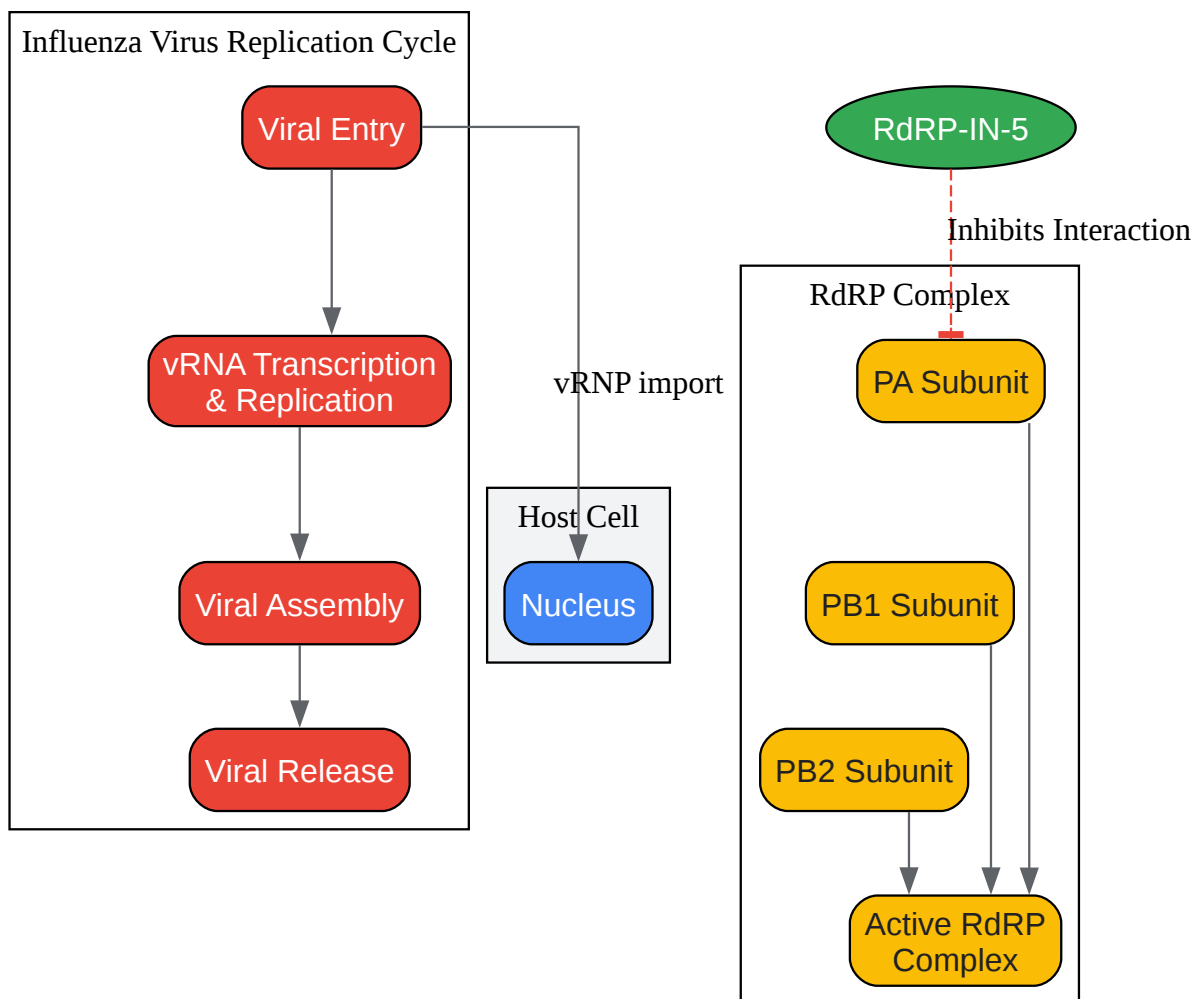 Influenza Virus Replication Cycle
Viral Entry
vRNA Transcription
& Replication
Viral Assembly
Viral Release
vRNP import
Host Cell
Nucleus
RdRP-IN-5
Inhibits Interaction
RdRP Complex
PA Subunit
PB1 Subunit
PB2 Subunit
Active RdRP
Complex